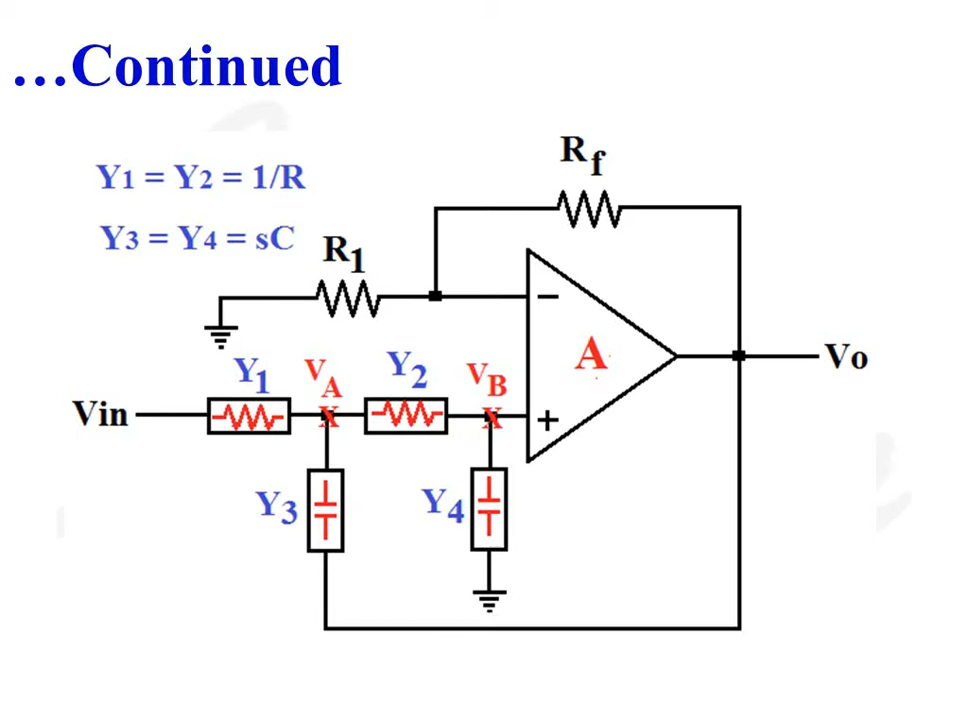 …Continued
Rf
Y1 = Y2 = 1/R
Y3 = Y4 = sC
R1
−
A
Vo
Y1
VA
Y2
VB
Vin
X
X
+
Y3
Y4